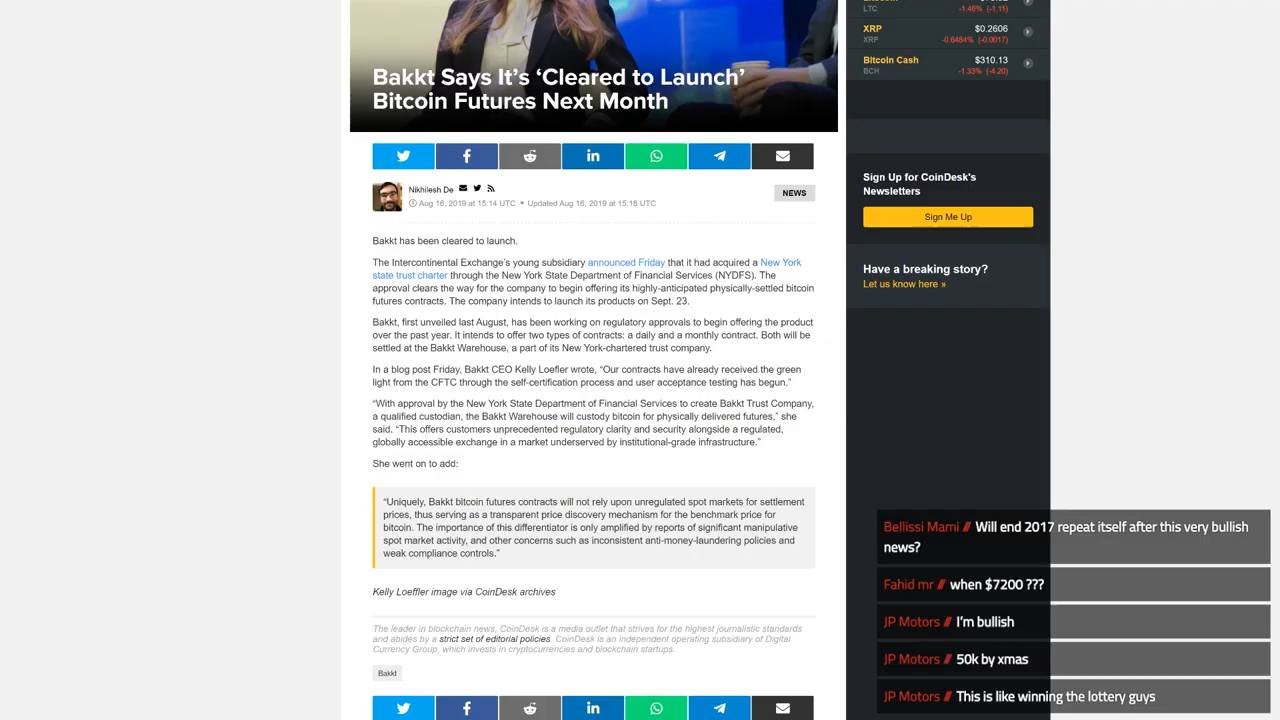 Bakkt Says It's ‘Cleared to Launch’
Bitcoin Futures Next Month
Nikhilesh De
Aug 16, 2019 at 15:14 UTC • Updated Aug 16, 2019 at 15:18 UTC
NEWS
Bakkt has been cleared to launch.
The Intercontinental Exchange's young subsidiary announced Friday that it had acquired a New York
state trust charter through the New York State Department of Financial Services (NYDFS). The
approval clears the way for the company to begin offering its highly-anticipated physically-settled bitcoin
futures contracts. The company intends to launch its products on Sept. 23.
Bakkt, first unveiled last August, has been working on regulatory approvals to begin offering the product
over the past year. It intends to offer two types of contracts: a daily and a monthly contract. Both will be
settled at the Bakkt Warehouse, a part of its New York-chartered trust company.
In a blog post Friday, Bakkt CEO Kelly Loefler wrote, “Our contracts have already received the green
light from the CFTC through the self-certification process and user acceptance testing has begun.”
“With approval by the New York State Department of Financial Services to create Bakkt Trust Company,
a qualified custodian, the Bakkt Warehouse will custody bitcoin for physically delivered futures,” she
said. “This offers customers unprecedented regulatory clarity and security alongside a regulated,
globally accessible exchange in a market underserved by institutional-grade infrastructure.”
She went on to add:
“Uniquely, Bakkt bitcoin futures contracts will not rely upon unregulated spot markets for settlement
prices, thus serving as a transparent price discovery mechanism for the benchmark price for
bitcoin. The importance of this differentiator is only amplified by reports of significant manipulative
spot market activity, and other concerns such as inconsistent anti-money-laundering policies and
weak compliance controls.”
Kelly Loeffler image via CoinDesk archives
The leader in blockchain news, CoinDesk is a media outlet that strives for the highest journalistic standards
and abides by a strict set of editorial policies. CoinDesk is an independent operating subsidiary of Digital
Currency Group, which invests in cryptocurrencies and blockchain startups.
Bakkt
LTC
-1.46% (-1.11)
XRP
$0.2606
XRP
-0.6484% (-0.0017)
Bitcoin Cash
$310.13
BCH
-1.33% (-4.20)
Sign Up for CoinDesk's
Newsletters
Sign Me Up
Have a breaking story?
Let us know here »
Bellissi Mami // Will end 2017 repeat itself after this very bullish
news?
Fahid mr // when $7200 ???
JP Motors // I'm bullish
JP Motors // 50k by xmas
JP Motors // This is like winning the lottery guys